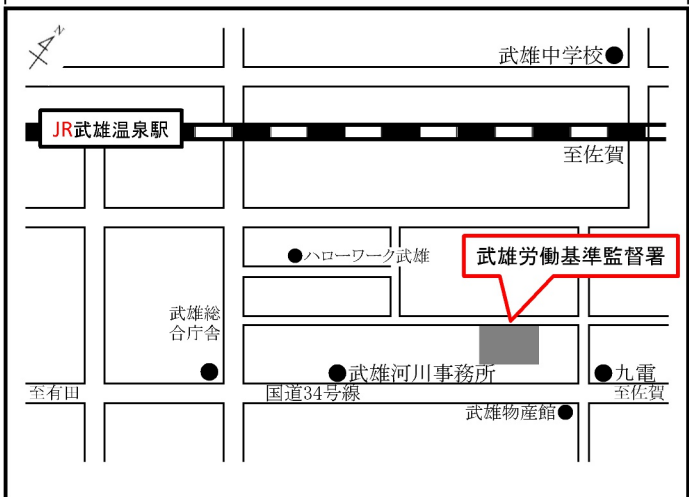 N
武雄中学校
JR武雄温泉駅
至佐賀
武雄労働基準監督署
ハローワーク武雄
武雄総
合庁舎
武雄河川事務所
九電
至有田
国道34号線
至佐賀
武雄物産館